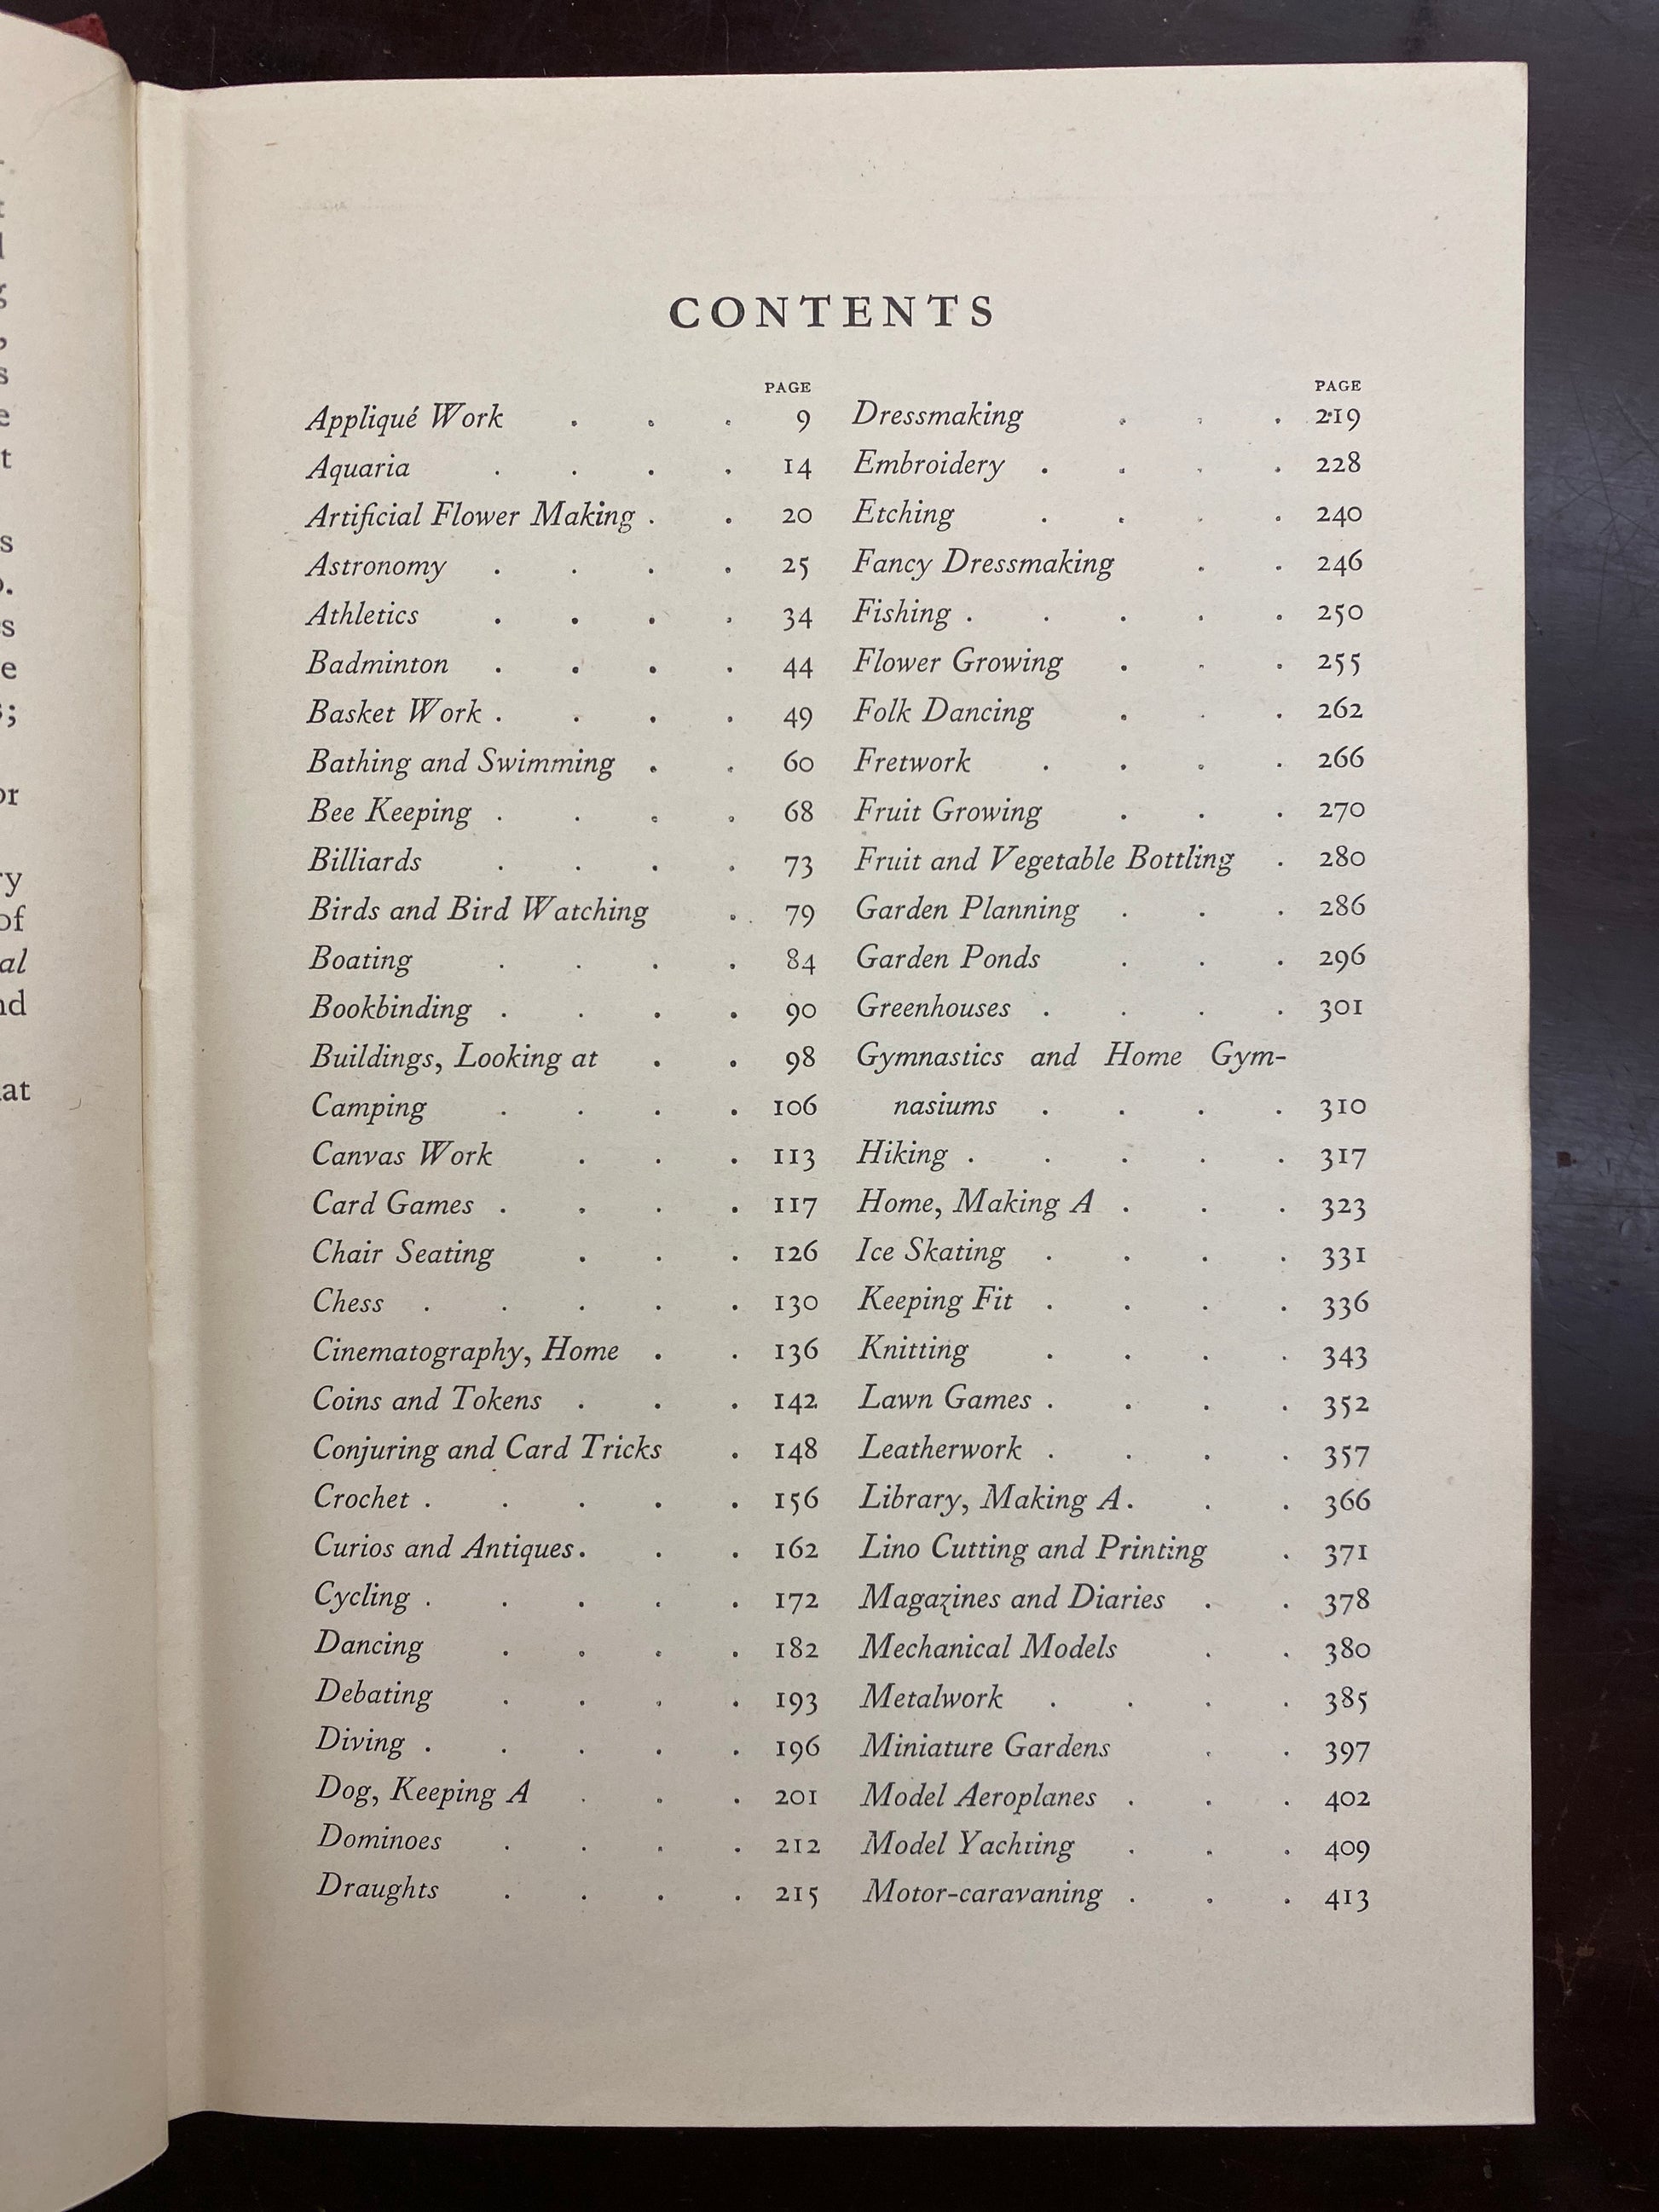 CONTENTS
PAGE
Appliqué Work . . . 9
Aquaria . . . . 14
Artificial Flower Making . . 20
Astronomy . . . . 25
Athletics . . . . 34
Badminton . . . . 44
Basket Work . . . . 49
Bathing and Swimming . . 60
Bee Keeping . . . . 68
Billiards . . . . 73
Birds and Bird Watching . 79
Boating . . . . 84
Bookbinding . . . . 90
Buildings, Looking at . . 98
Camping . . . . 106
Canvas Work . . . 113
Card Games . . . . 117
Chair Seating . . . 126
Chess . . . . . 130
Cinematography, Home . . 136
Coins and Tokens . . . 142
Conjuring and Card Tricks . 148
Crochet . . . . . 156
Curios and Antiques . . . 162
Cycling . . . . . 172
Dancing . . . . 182
Debating . . . . 193
Diving . . . . . 196
Dog, Keeping A . . . 201
Dominoes . . . . 212
Draughts . . . . 215
PAGE
Dressmaking . . . 219
Embroidery . . . . 228
Etching . . . . 240
Fancy Dressmaking . . 246
Fishing . . . . . 250
Flower Growing . . . 255
Folk Dancing . . . 262
Fretwork . . . . 266
Fruit Growing . . . 270
Fruit and Vegetable Bottling . 280
Garden Planning . . . 286
Garden Ponds . . . 296
Greenhouses . . . . 301
Gymnastics and Home Gym-
nasiums . . . . 310
Hiking . . . . . 317
Home, Making A . . . 323
Ice Skating . . . . 331
Keeping Fit . . . . 336
Knitting . . . . 343
Lawn Games . . . . 352
Leatherwork . . . . 357
Library, Making A . . . 366
Lino Cutting and Printing . 371
Magazines and Diaries . . 378
Mechanical Models . . 380
Metalwork . . . . 385
Miniature Gardens . . 397
Model Aeroplanes . . . 402
Model Yachting . . . 409
Motor-caravaning . . . 413